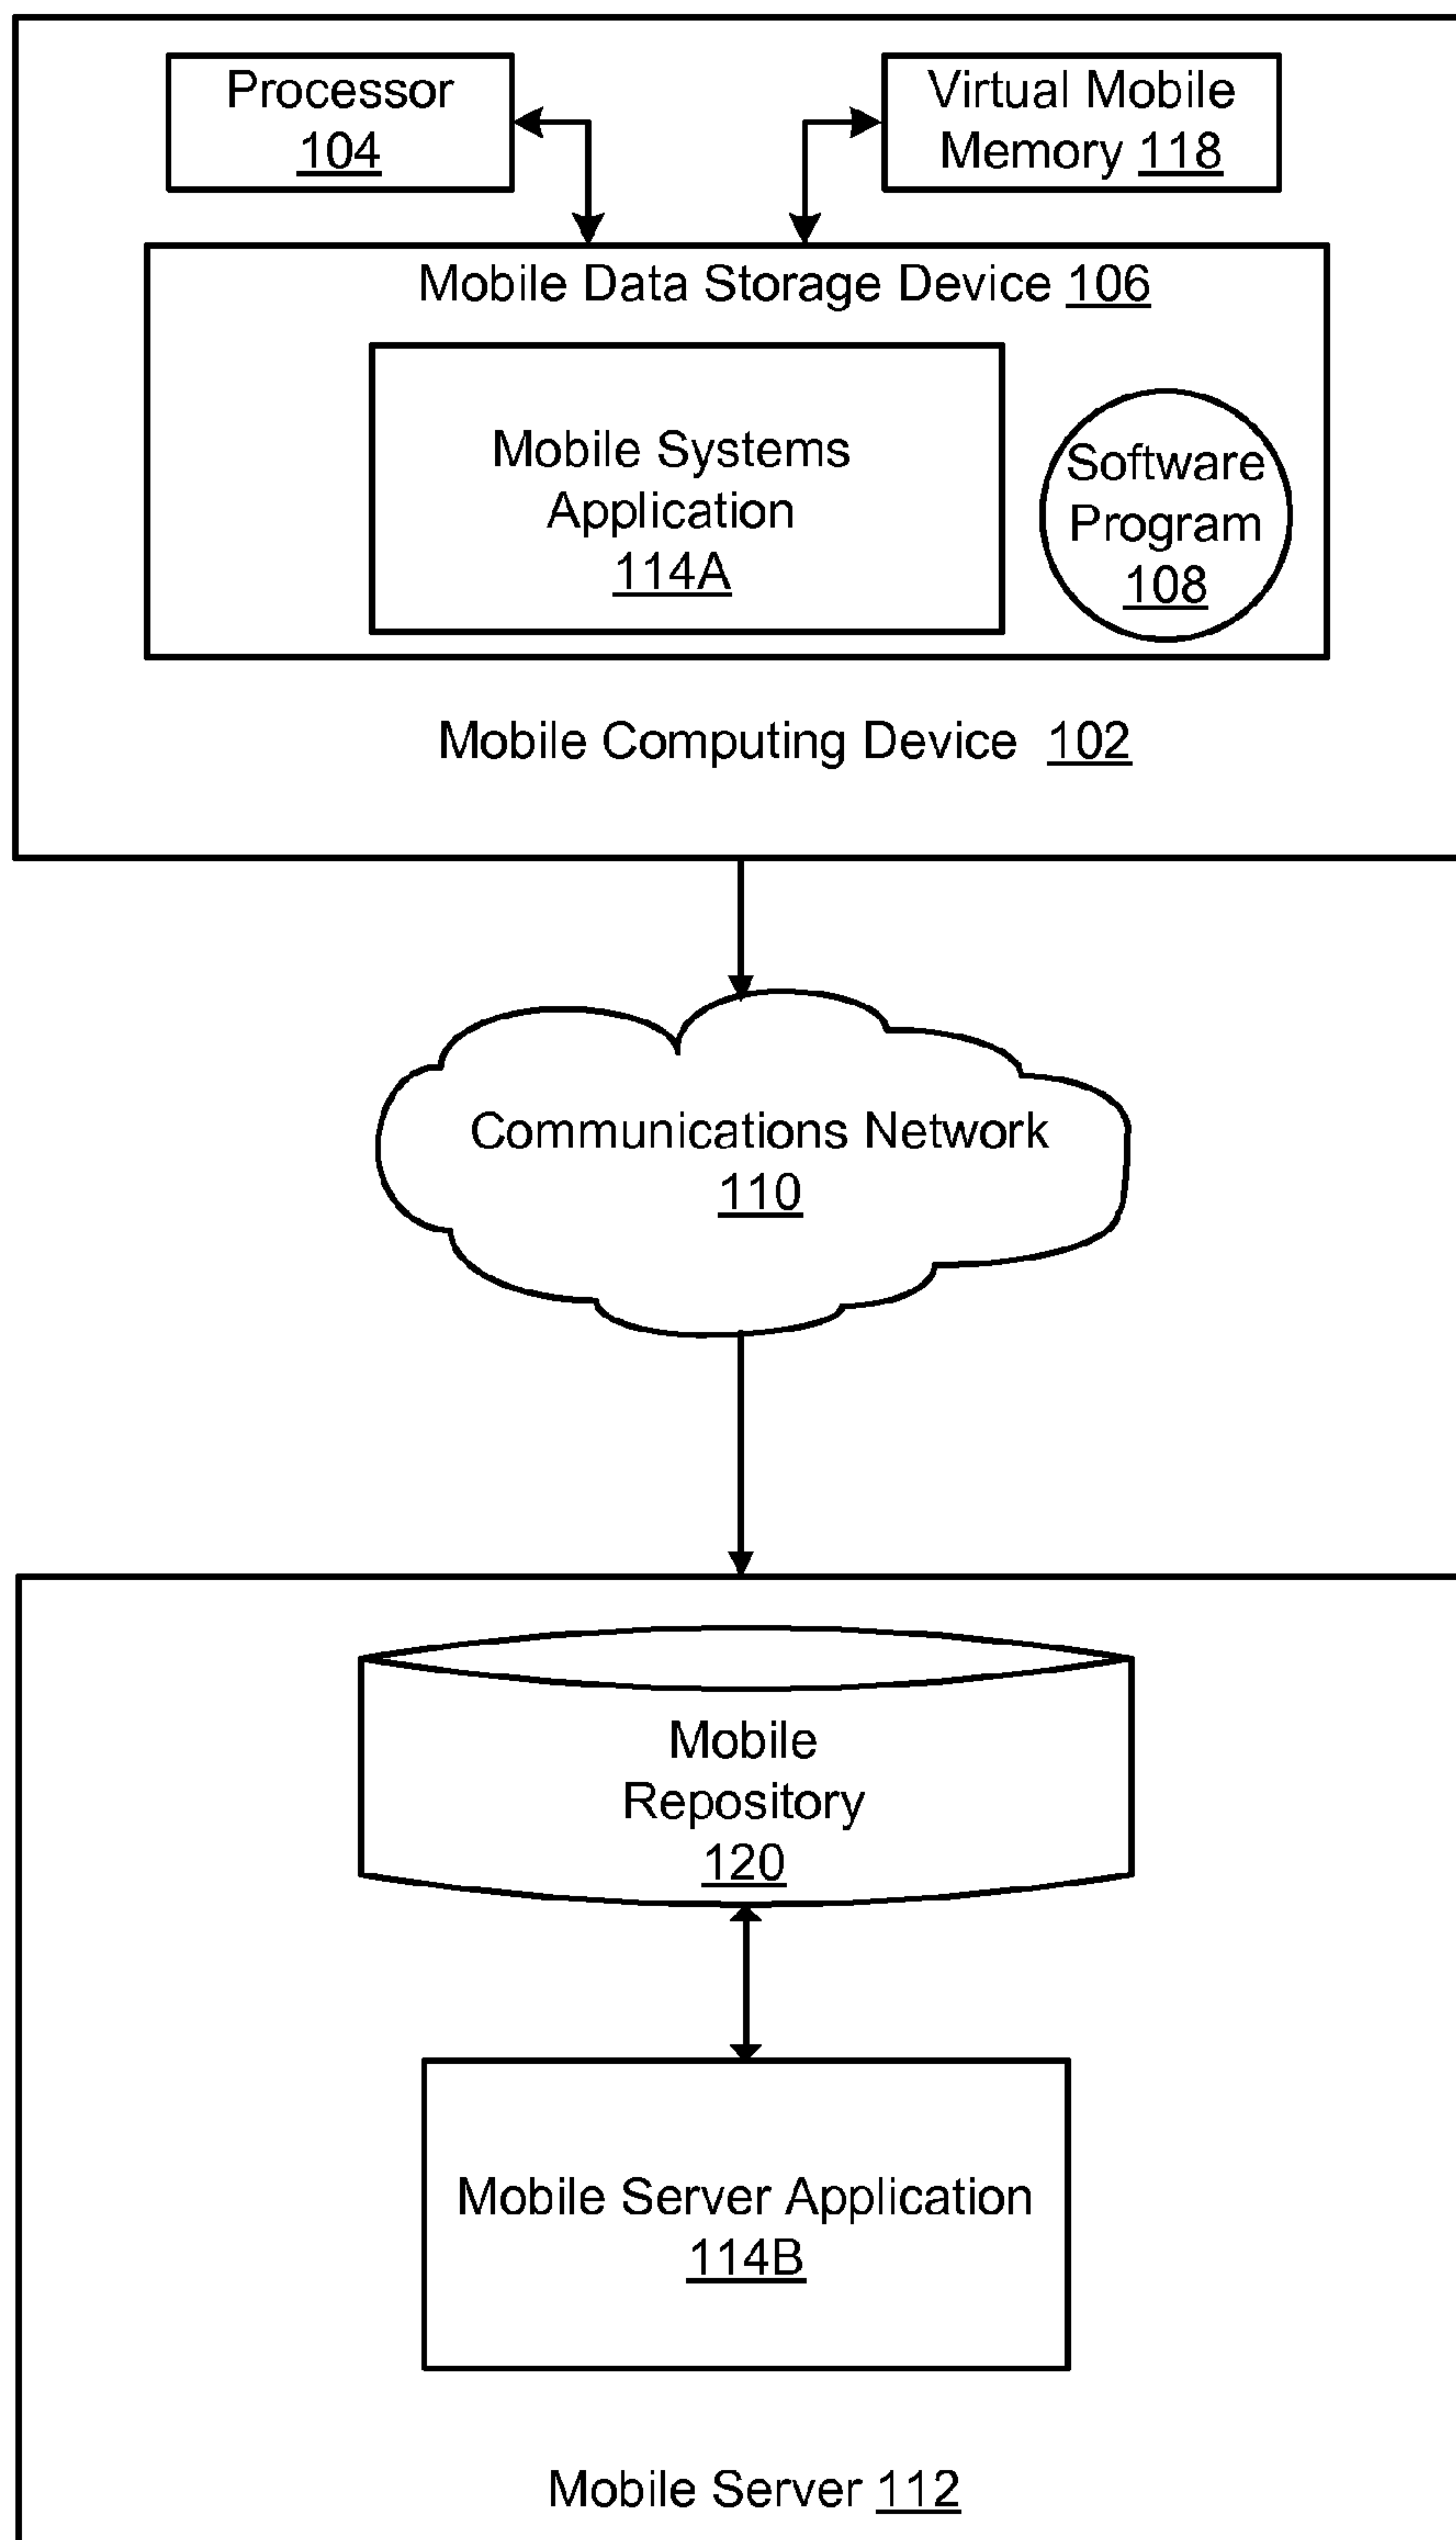 Processor
104
Virtual Mobile
Memory 118
Mobile Data Storage Device 106
Mobile Systems
Application
114A
Software
Program
108
Mobile Computing Device 102
Communications Network
110
Mobile
Repository
120
Mobile Server Application
114B
Mobile Server 112